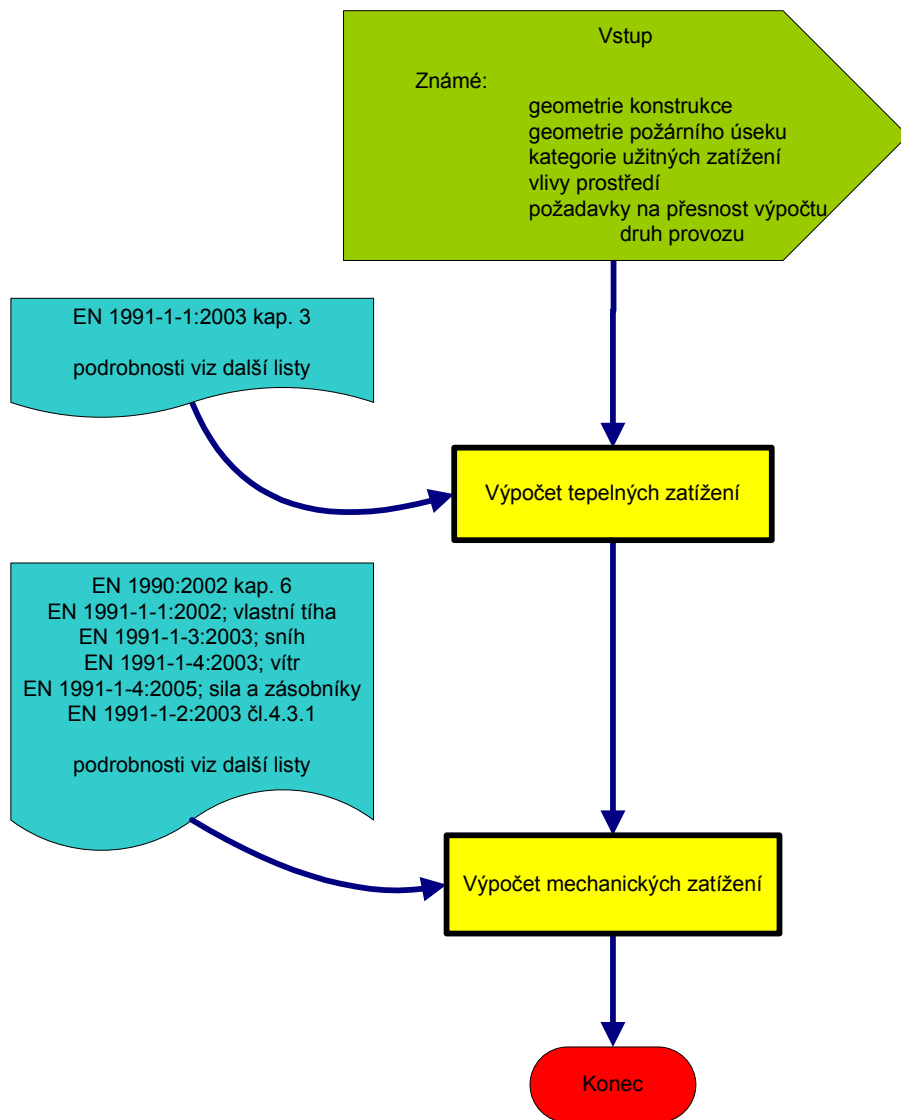 Vstup
Známé:
geometrie konstrukce
geometrie požárního úseku
kategorie užitných zatížení
vlivy prostředí
požadavky na přesnost výpočtu
druh provozu
EN 1991-1-1:2003 kap. 3
podrobnosti viz další listy
Výpočet tepelných zatížení
EN 1990:2002 kap. 6
EN 1991-1-1:2002; vlastní tíha
EN 1991-1-3:2003; sníh
EN 1991-1-4:2003; vítr
EN 1991-1-4:2005; sila a zásobníky
EN 1991-1-2:2003 čl.4.3.1
podrobnosti viz další listy
Výpočet mechanických zatížení
Konec